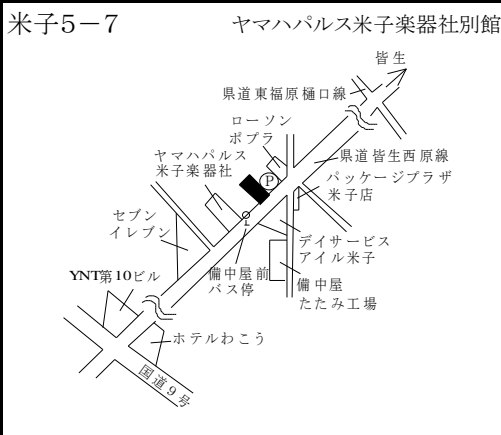 米子5－7
ヤマハパルス米子楽器社別館
皆生
県道東福原樋口線
ローソン
ポプラ
ヤマハパルス
米子楽器社
P
県道皆生西原線
パッケージプラザ
米子店
セブン
イレブン
デイサービス
アイル米子
YNT第10ビル
備中屋前
バス停
備中屋
たたみ工場
ホテルわこう
国道9号